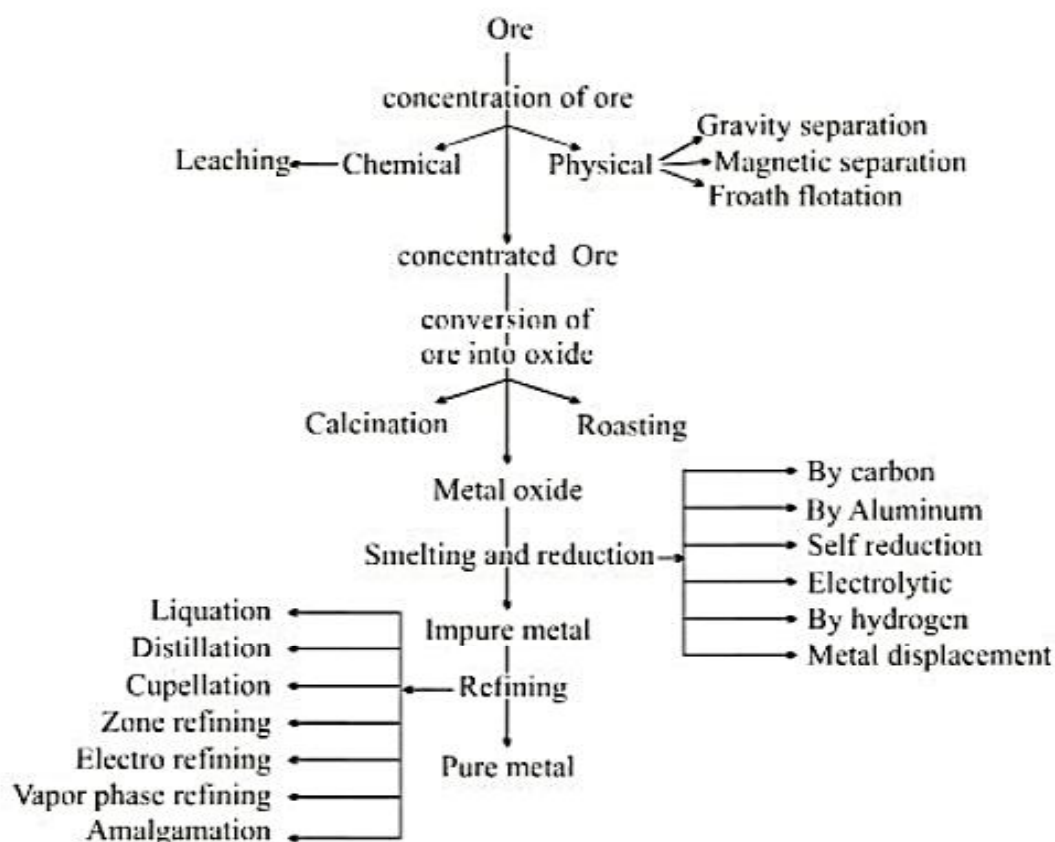 Ore
concentration of ore
Gravity separation
Leaching Chemical Physical Magnetic separation
Froath flotation
concentrated Ore
conversion of
ore into oxide
Calcination Roasting
By carbon
Metal oxide
By Aluminum
Smelting and reduction Self reduction
Electrolytic
Liquation
Impure metal By hydrogen
Distillation Metal displacement
Cupellation Refining
Zone refining
Electro refining
Pure metal
Vapor phase refining
Amalgamation